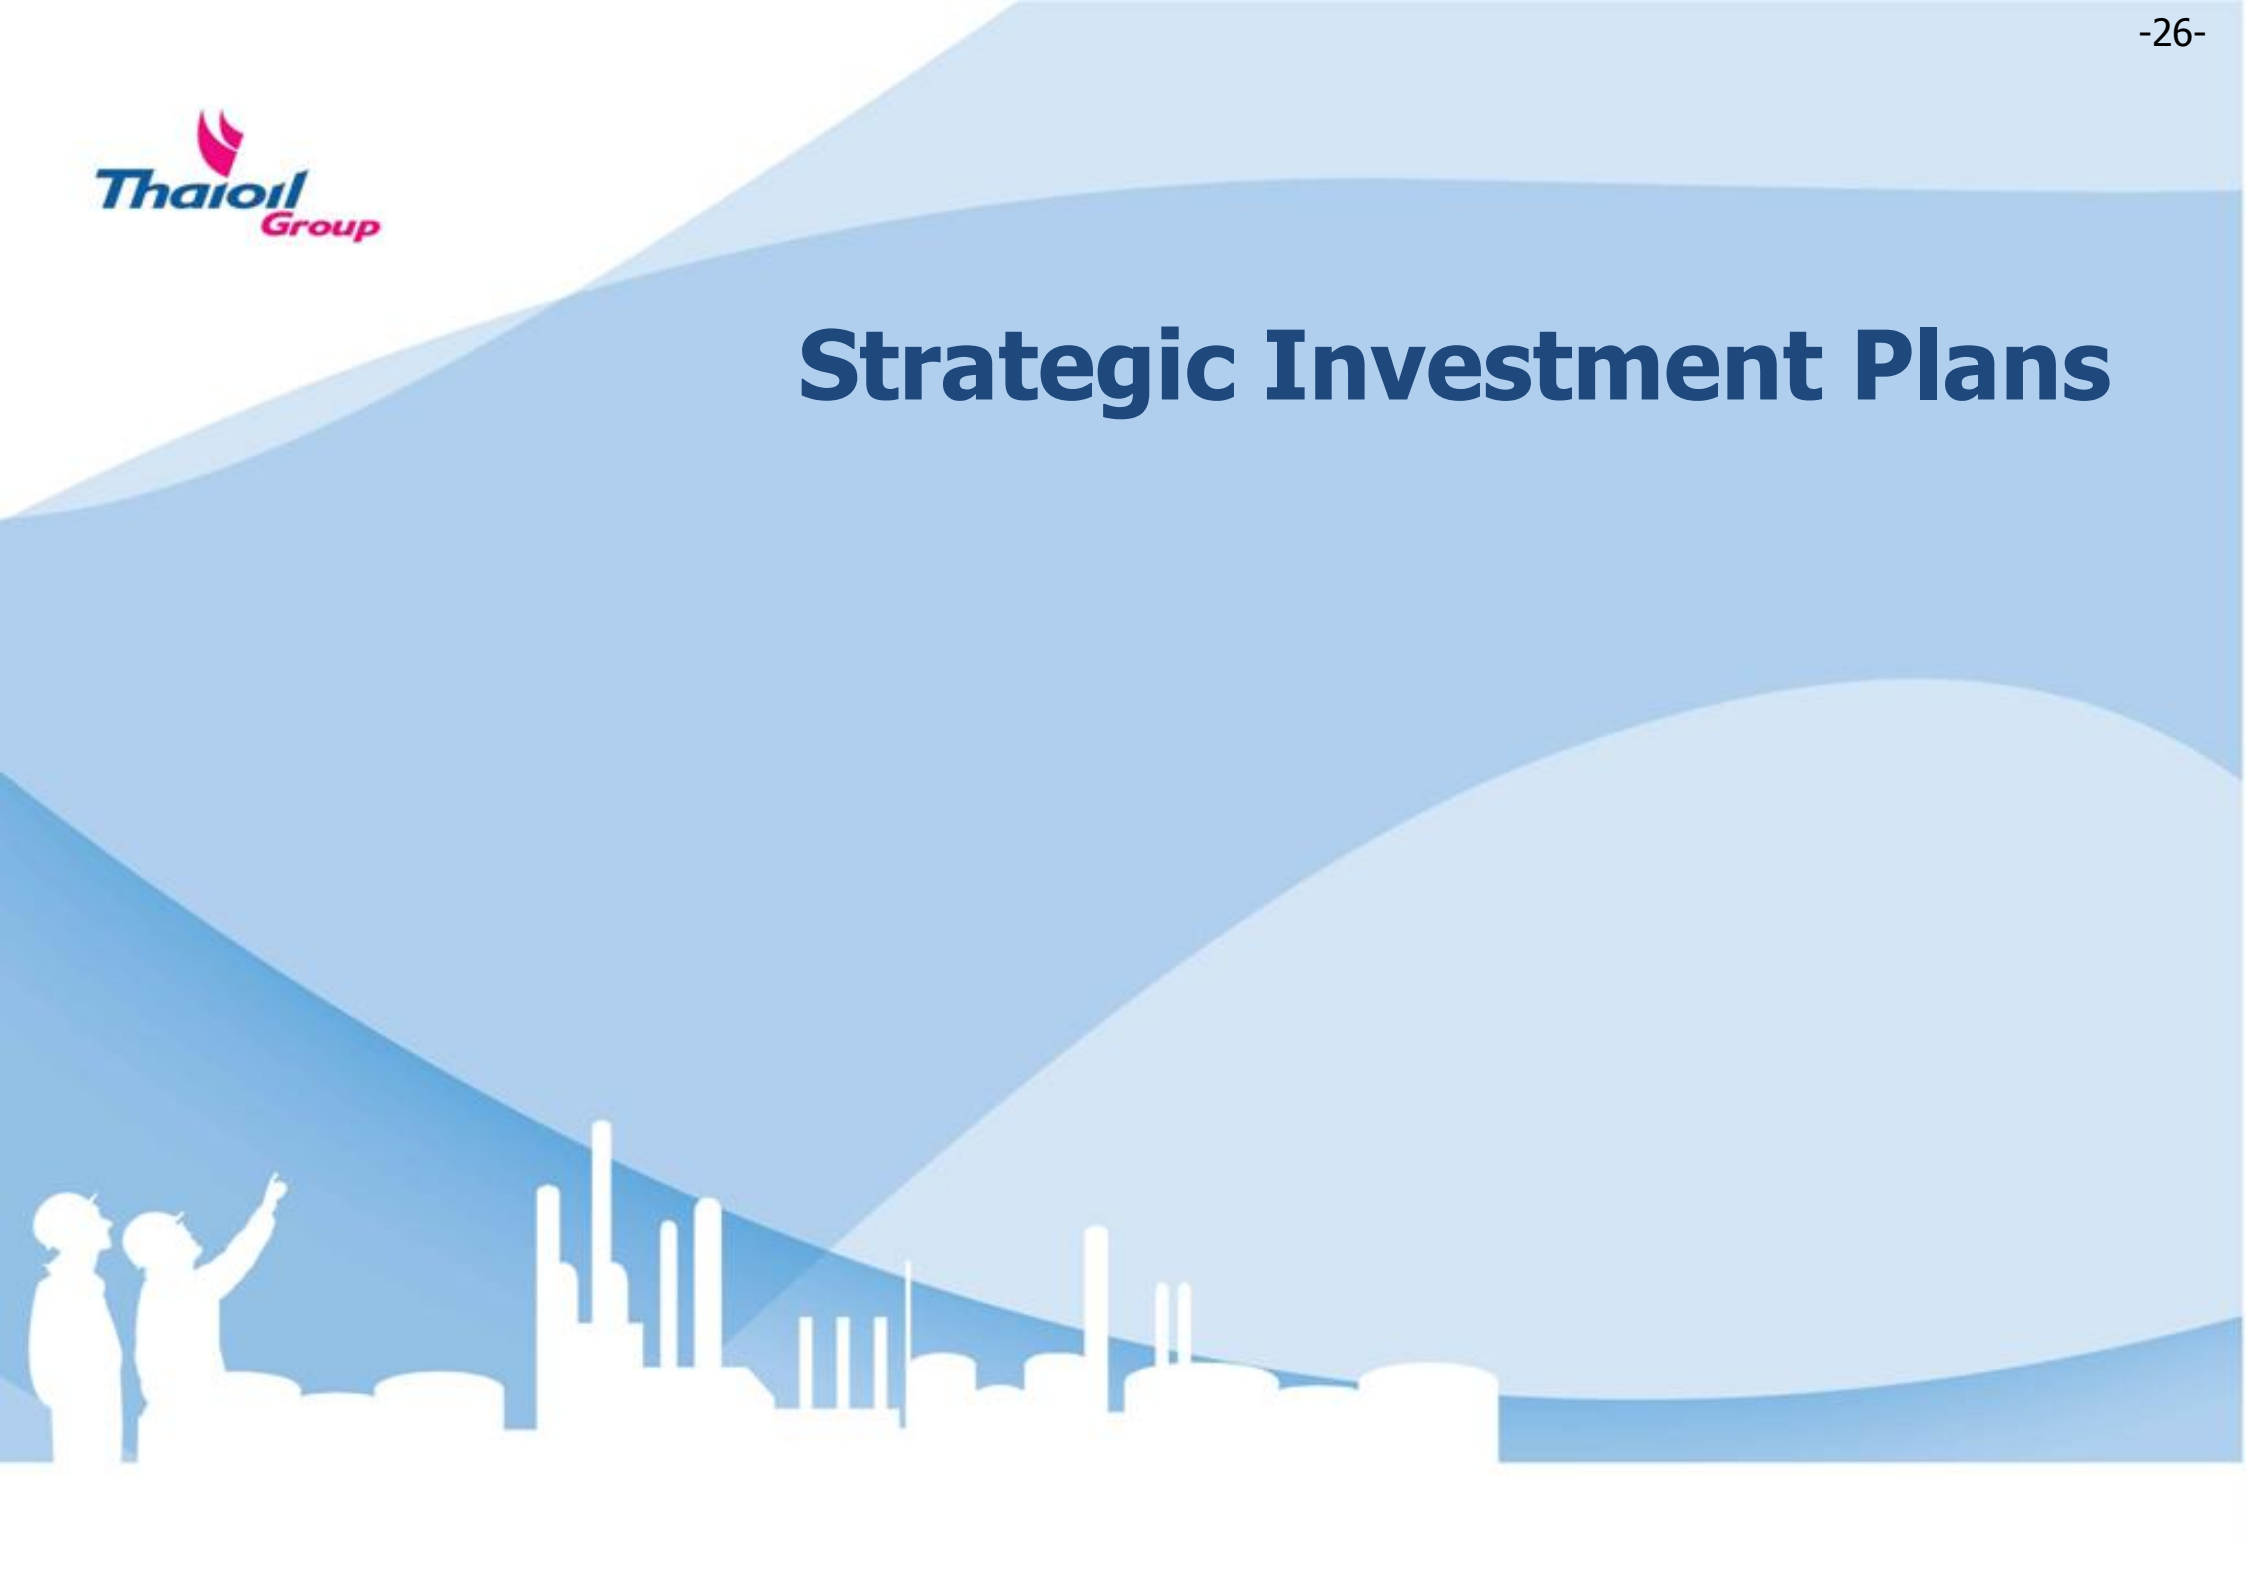 -26-
Thaioil
Group
Strategic Investment Plans